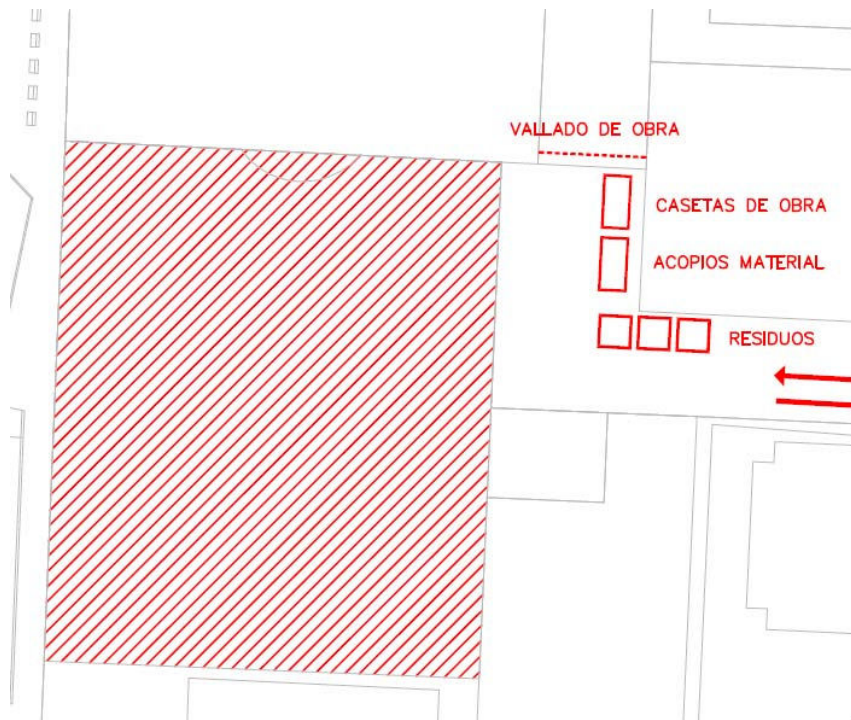 VALLADO DE OBRA
CASETAS DE OBRA
ACOPIOS MATERIAL
RESIDUOS